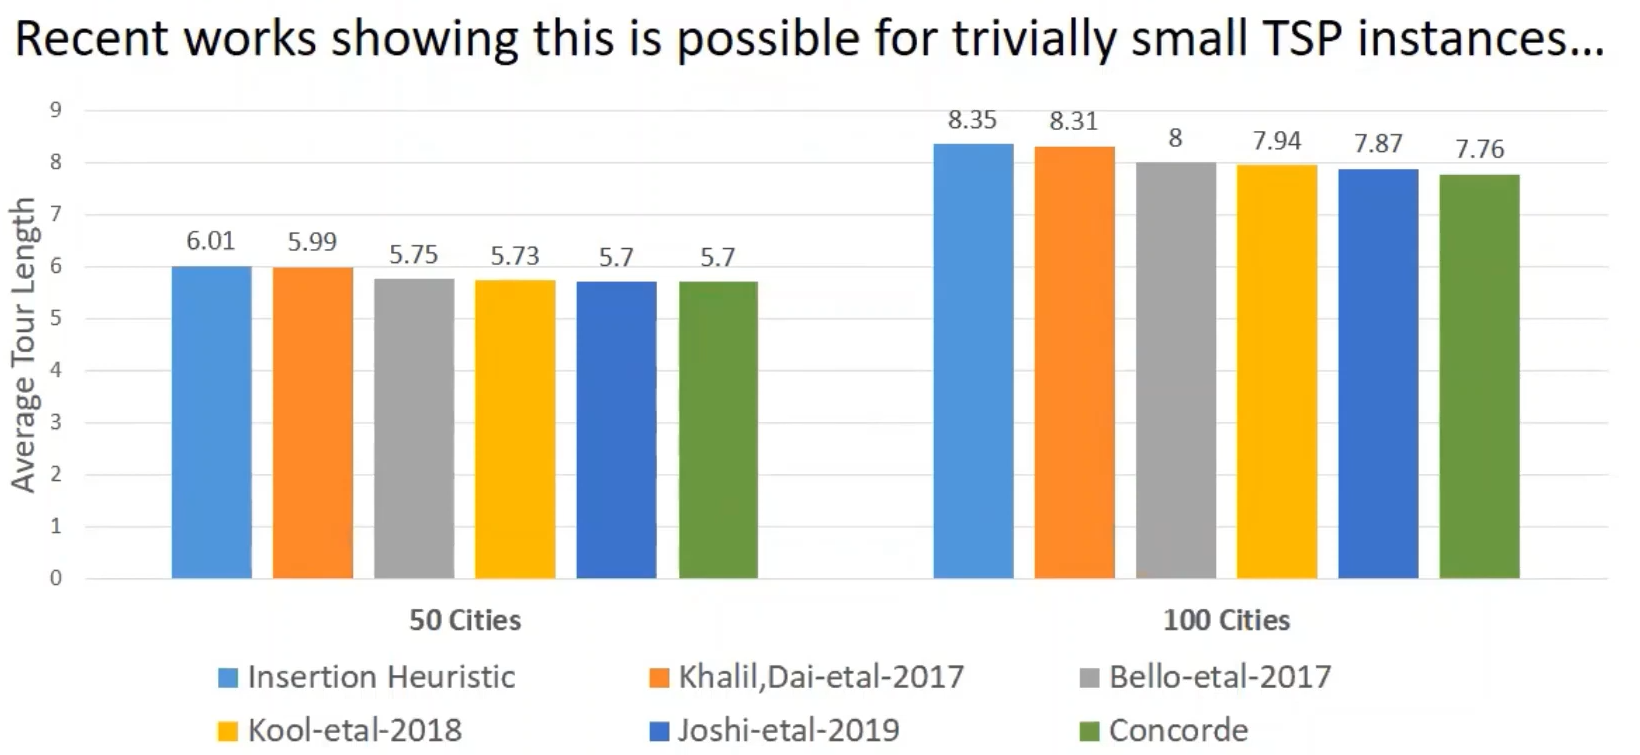 Recent works showing this is possible for trivially small TSP instances...
Average Tour Length
9
8
7
6
5
4
3
2
1
0
6.01
5.99
5.75
5.73
5.7
5.7
8.35
8.31
8
7.94
7.87
7.76
50 Cities
100 Cities
Insertion Heuristic
Khalil,Dai-etal-2017
Bello-etal-2017
Kool-etal-2018
Joshi-etal-2019
Concorde